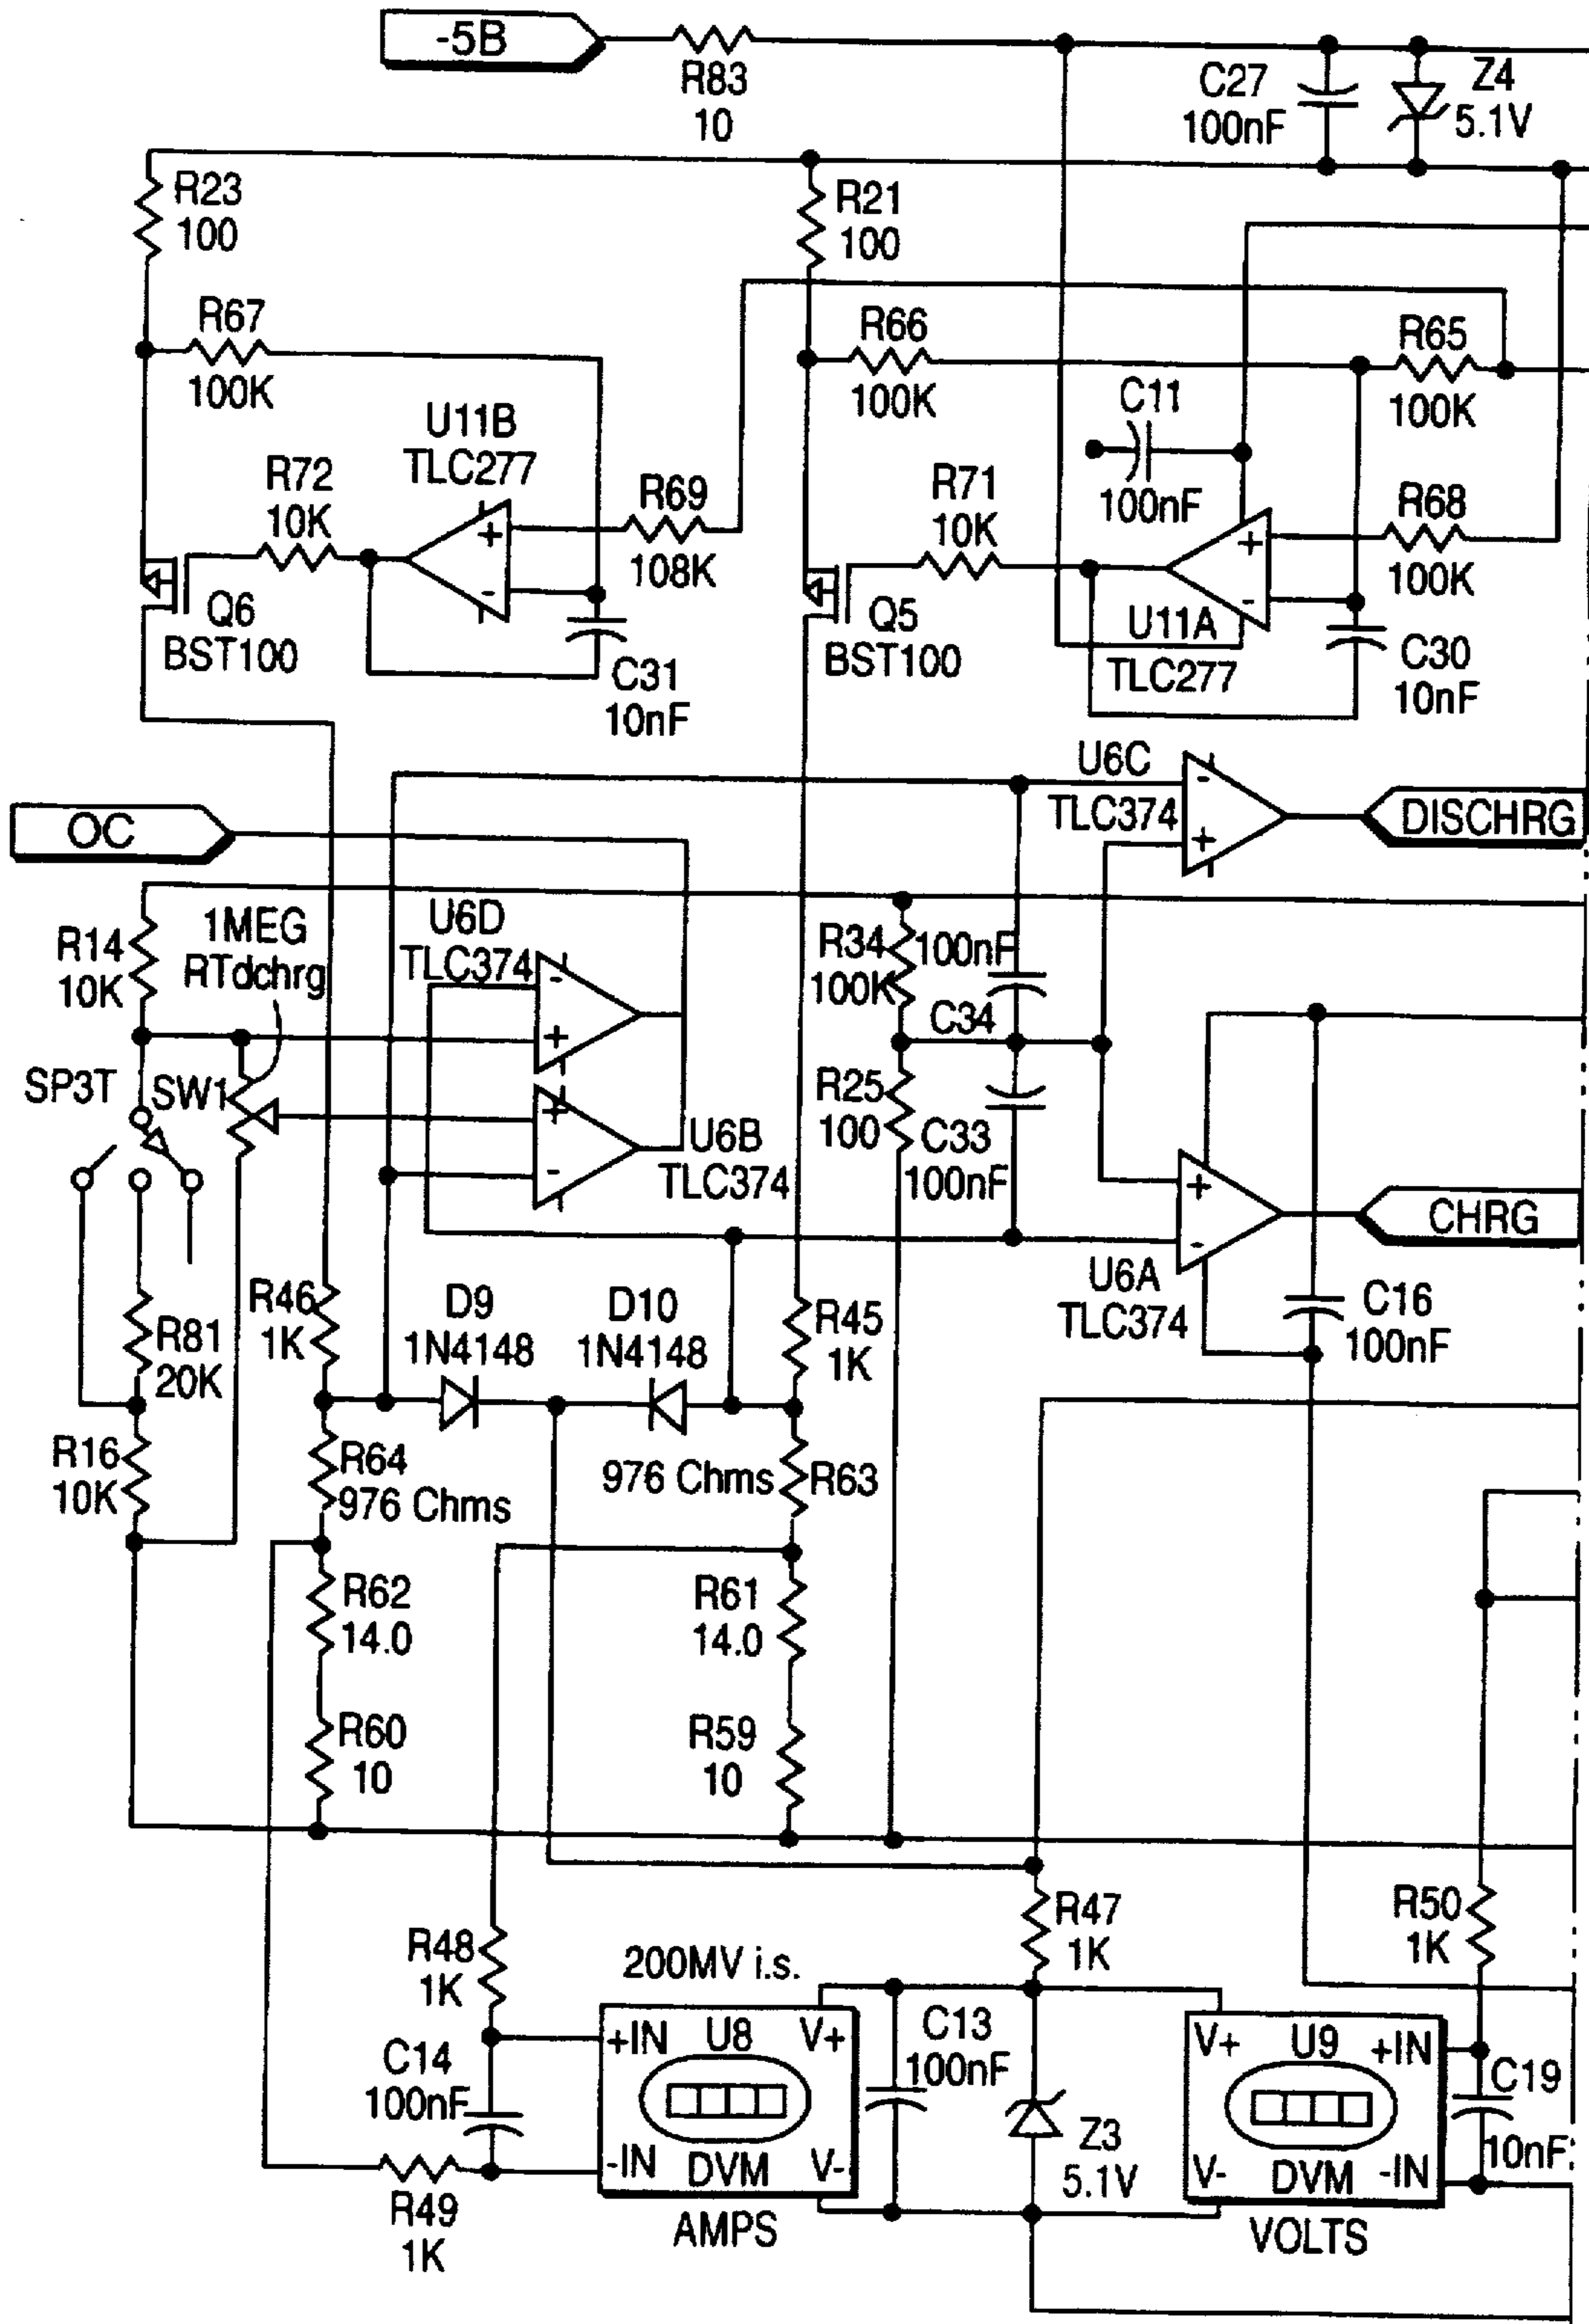 -5B
R83
10
C27
100nF
Z4
5.1V
R23
100
R21
100
R67
100K
R66
100K
R65
100K
C11
100nF
U11B
TLC277
R72
10K
R69
108K
R71
10K
R68
100K
+
-
+
-
Q6
BST100
C31
10nF
Q5
BST100
U11A
TLC277
C30
10nF
U6C
TLC374
-
+
DISCHRG
OC
R14
10K
1MEG
RTdchrg
U6D
TLC374
-
+
R34
100K
100nF
C34
SP3T
SW1
+
-
U6B
TLC374
R25
100
C33
100nF
+
-
CHRG
U6A
TLC374
C16
100nF
R81
20K
R46
1K
D9
1N4148
D10
1N4148
R45
1K
R16
10K
R64
976 Chms
976 Chms
R63
R62
14.0
R61
14.0
R60
10
R59
10
R48
1K
200MV i.s.
R47
1K
R50
1K
C14
100nF
+IN
U8
V+
-IN
DVM
V-
AMPS
C13
100nF
Z3
5.1V
V+
U9
+IN
V-
DVM
-IN
VOLTS
C19
10nF
R49
1K